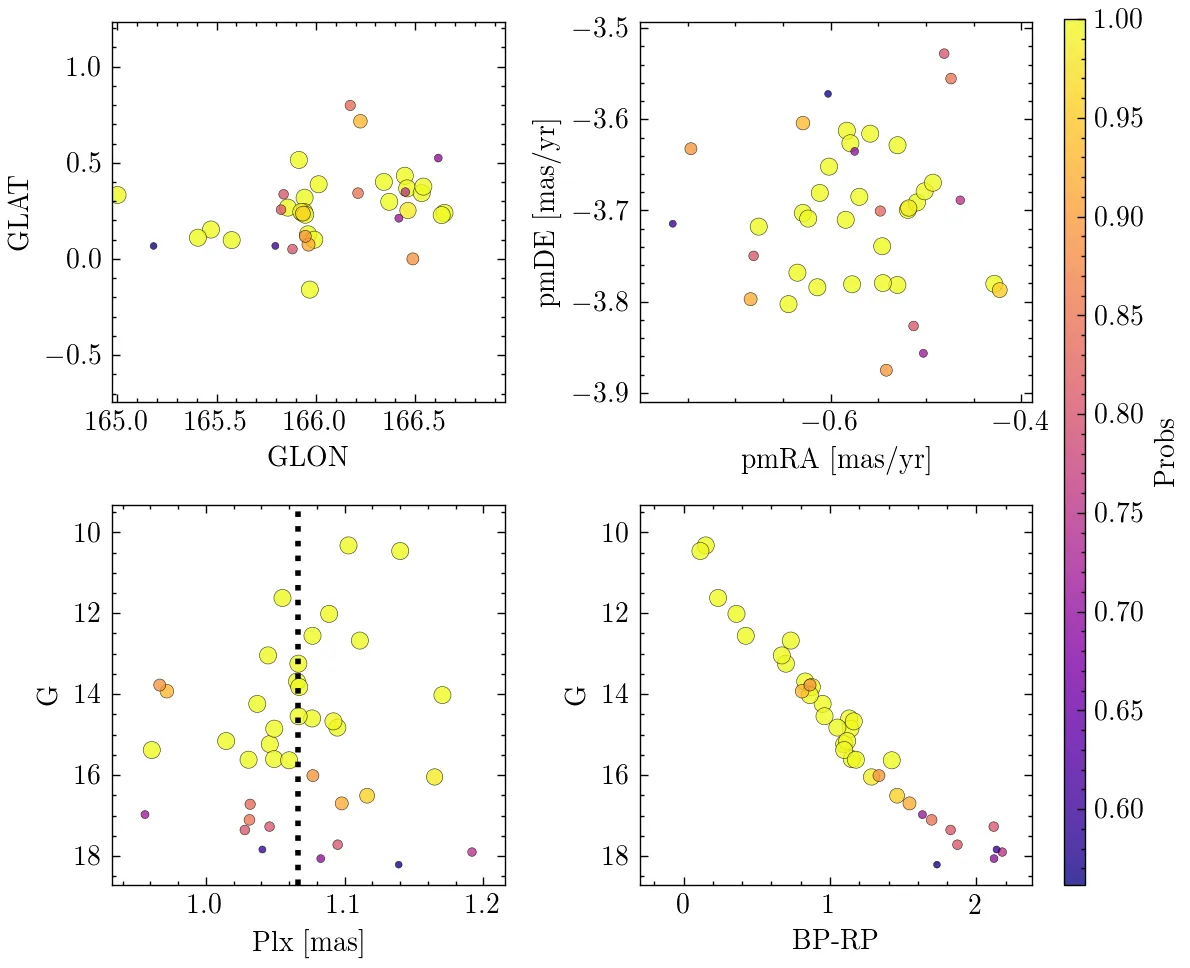 1.0
0.5
0.0
−0.5
GLAT
165.0 165.5 166.0 166.5
GLON
−3.5
−3.6
−3.7
−3.8
−3.9
pmDE [mas/yr]
−0.6 −0.4
pmRA [mas/yr]
10
12
14
16
18
G
1.0 1.1 1.2
Plx [mas]
10
12
14
16
18
G
0 1 2
BP-RP
1.00
0.95
0.90
0.85
0.80
0.75
0.70
0.65
0.60
Probs